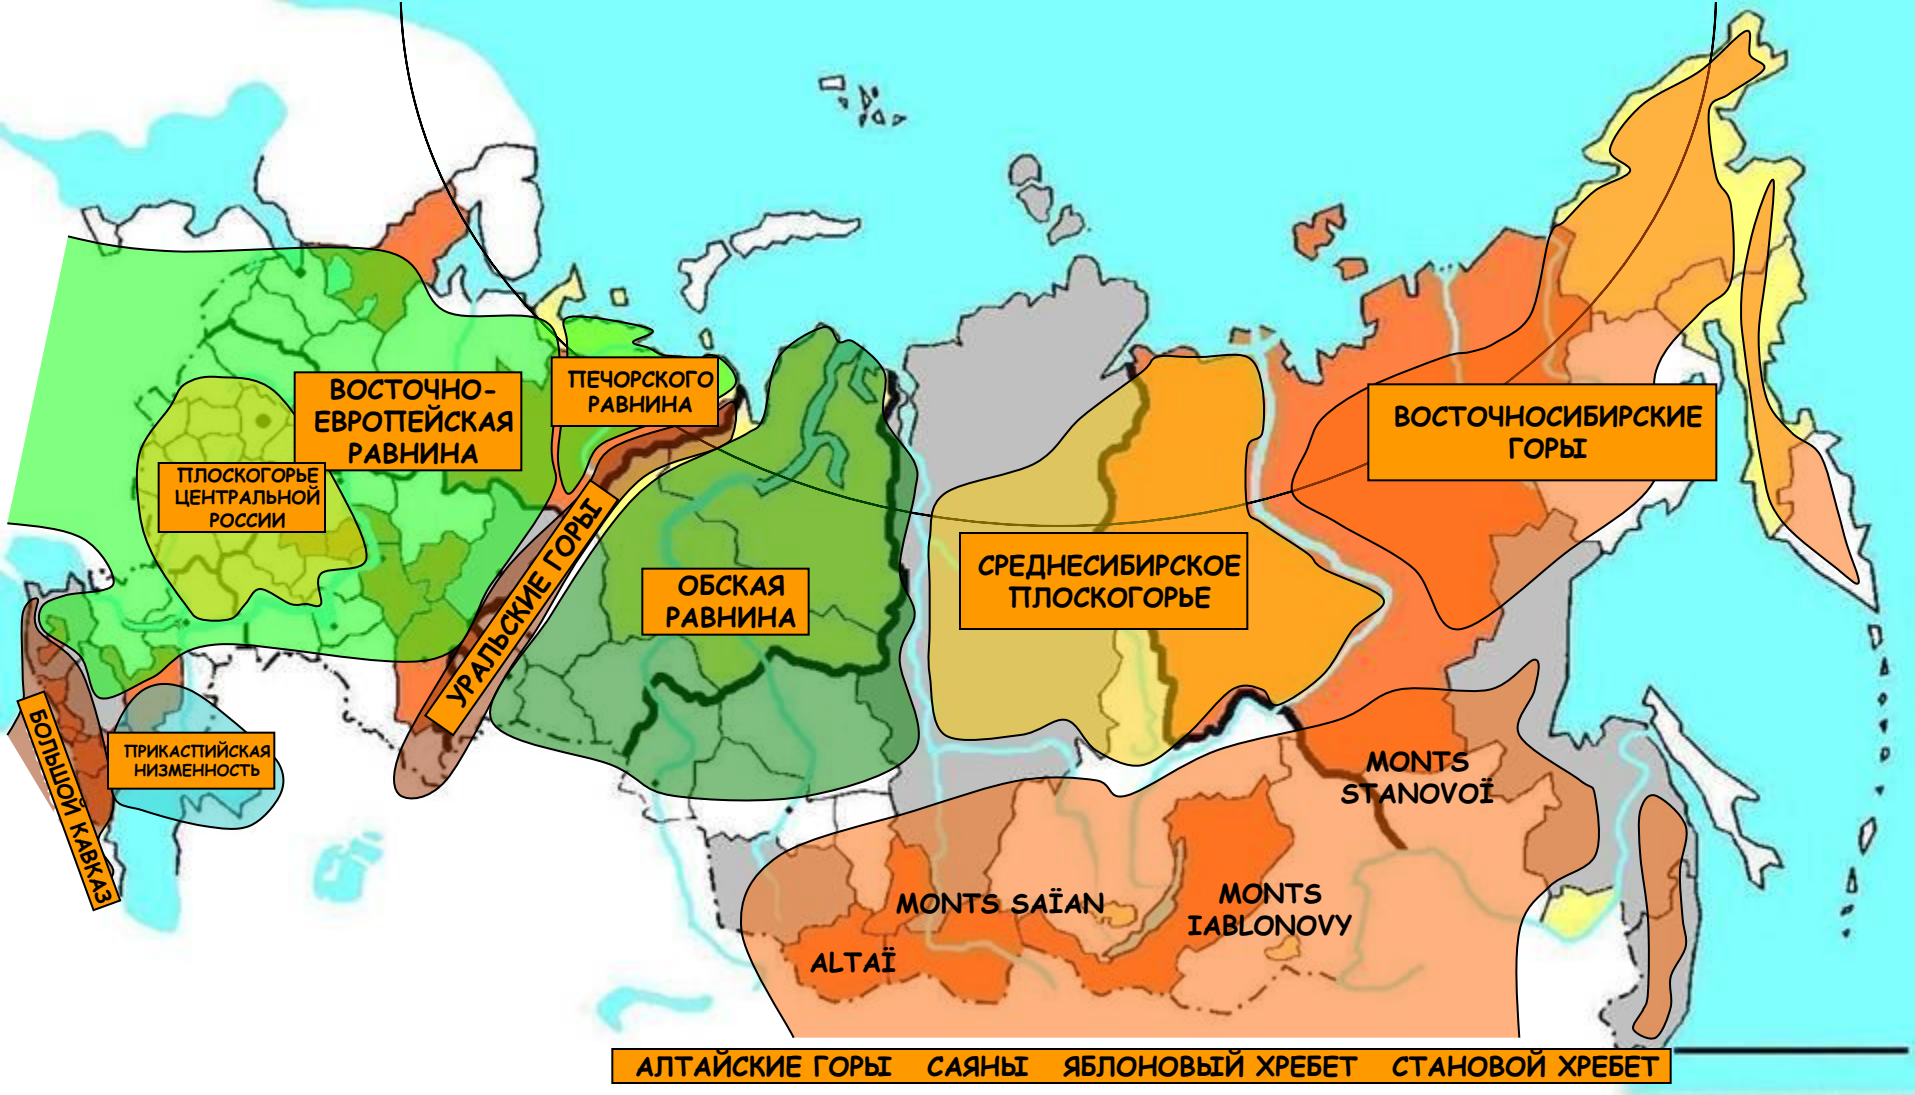 ВОСТОЧНО-
ЕВРОПЕЙСКАЯ
РАВНИНА
ПЕЧОРСКОГО
РАВНИНА
ВОСТОЧНОСИБИРСКИЕ
ГОРЫ
ПЛОСКОГОРЬЕ
ЦЕНТРАЛЬНОЙ
РОССИИ
УРАЛЬСКИЕ ГОРЫ
ОБСКАЯ
РАВНИНА
СРЕДНЕСИБИРСКОЕ
ПЛОСКОГОРЬЕ
БОЛЬШОЙ КАВКАЗ
ПРИКАСПИЙСКАЯ
НИЗМЕННОСТЬ
MONTS
STANOVOÏ
MONTS SAÏAN
MONTS
IABLONOVY
ALTAÏ
АЛТАЙСКИЕ ГОРЫ САЯНЫ ЯБЛОНОВЫЙ ХРЕБЕТ СТАНОВОЙ ХРЕБЕТ